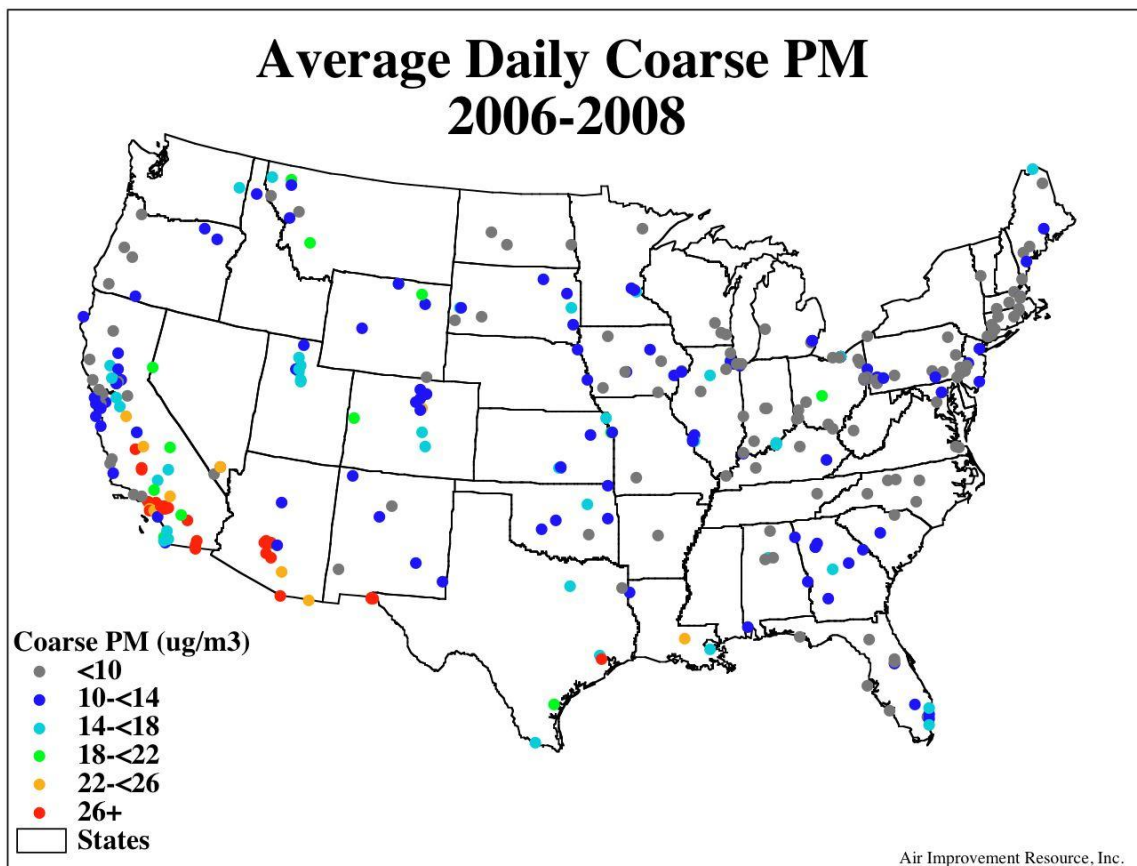 Average Daily Coarse PM
2006-2008
Coarse PM (ug/m3)
<10
10-<14
14-<18
18-<22
22-<26
26+
States
Air Improvement Resource, Inc.